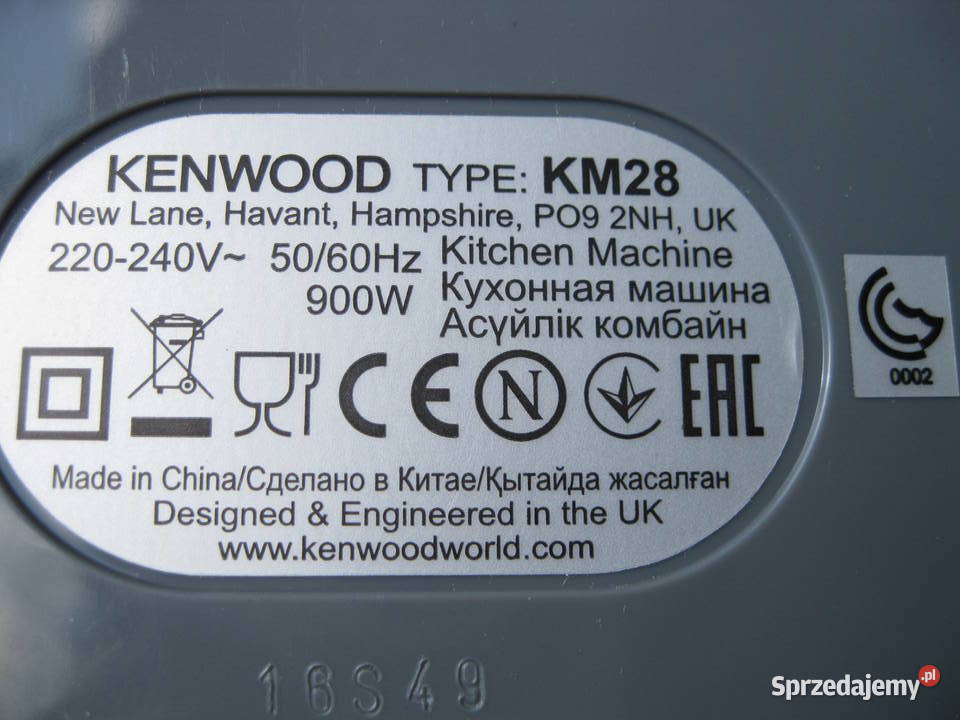 KENWOOD TYPE: KM28
New Lane, Havant, Hampshire, PO9 2NH, UK
220-240V~ 50/60Hz
900W
Kitchen Machine
Кухонная машина
Асүйлік комбайн
CE N EAC
Made in China/Сделано в Китае/Қытайда жасалған
Designed & Engineered in the UK
www.kenwoodworld.com
0002
16S49
Sprzedajemy.pl